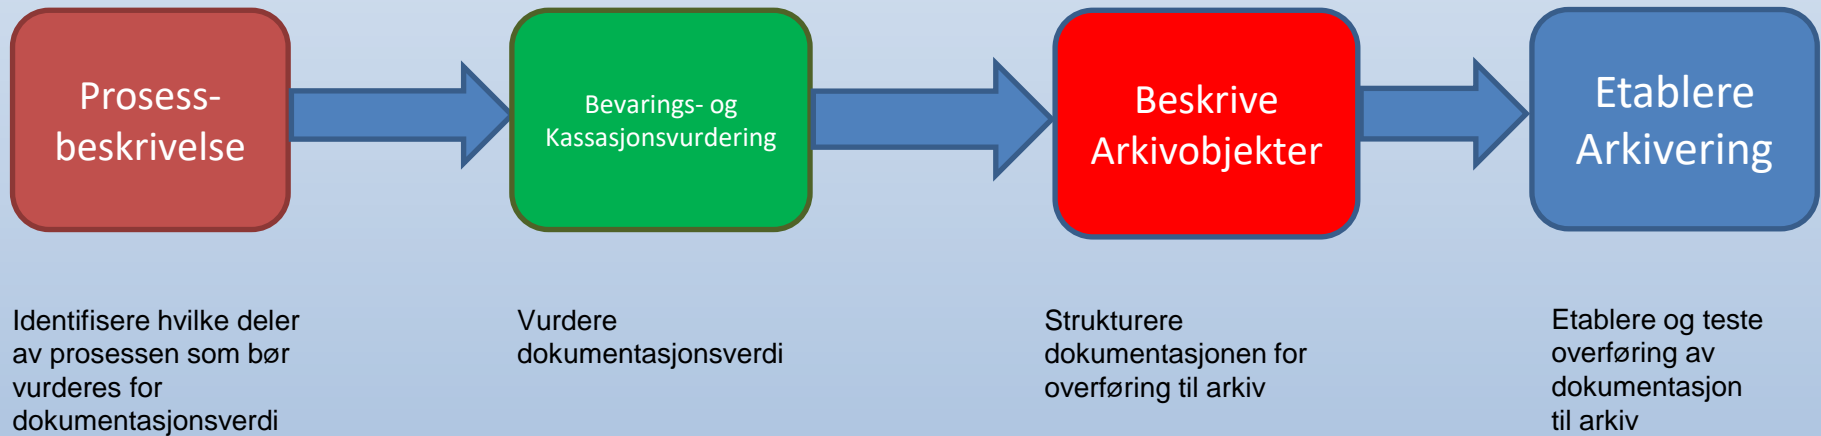 Prosess-
beskrivelse
Bevarings- og
Kassasjonsvurdering
Beskrive
Arkivobjekter
Etablere
Arkivering
Identifisere hvilke deler
av prosessen som bør
vurderes for
dokumentasjonsverdi
Vurdere
dokumentasjonsverdi
Strukturere
dokumentasjonen for
overføring til arkiv
Etablere og teste
overføring av
dokumentasjon
til arkiv